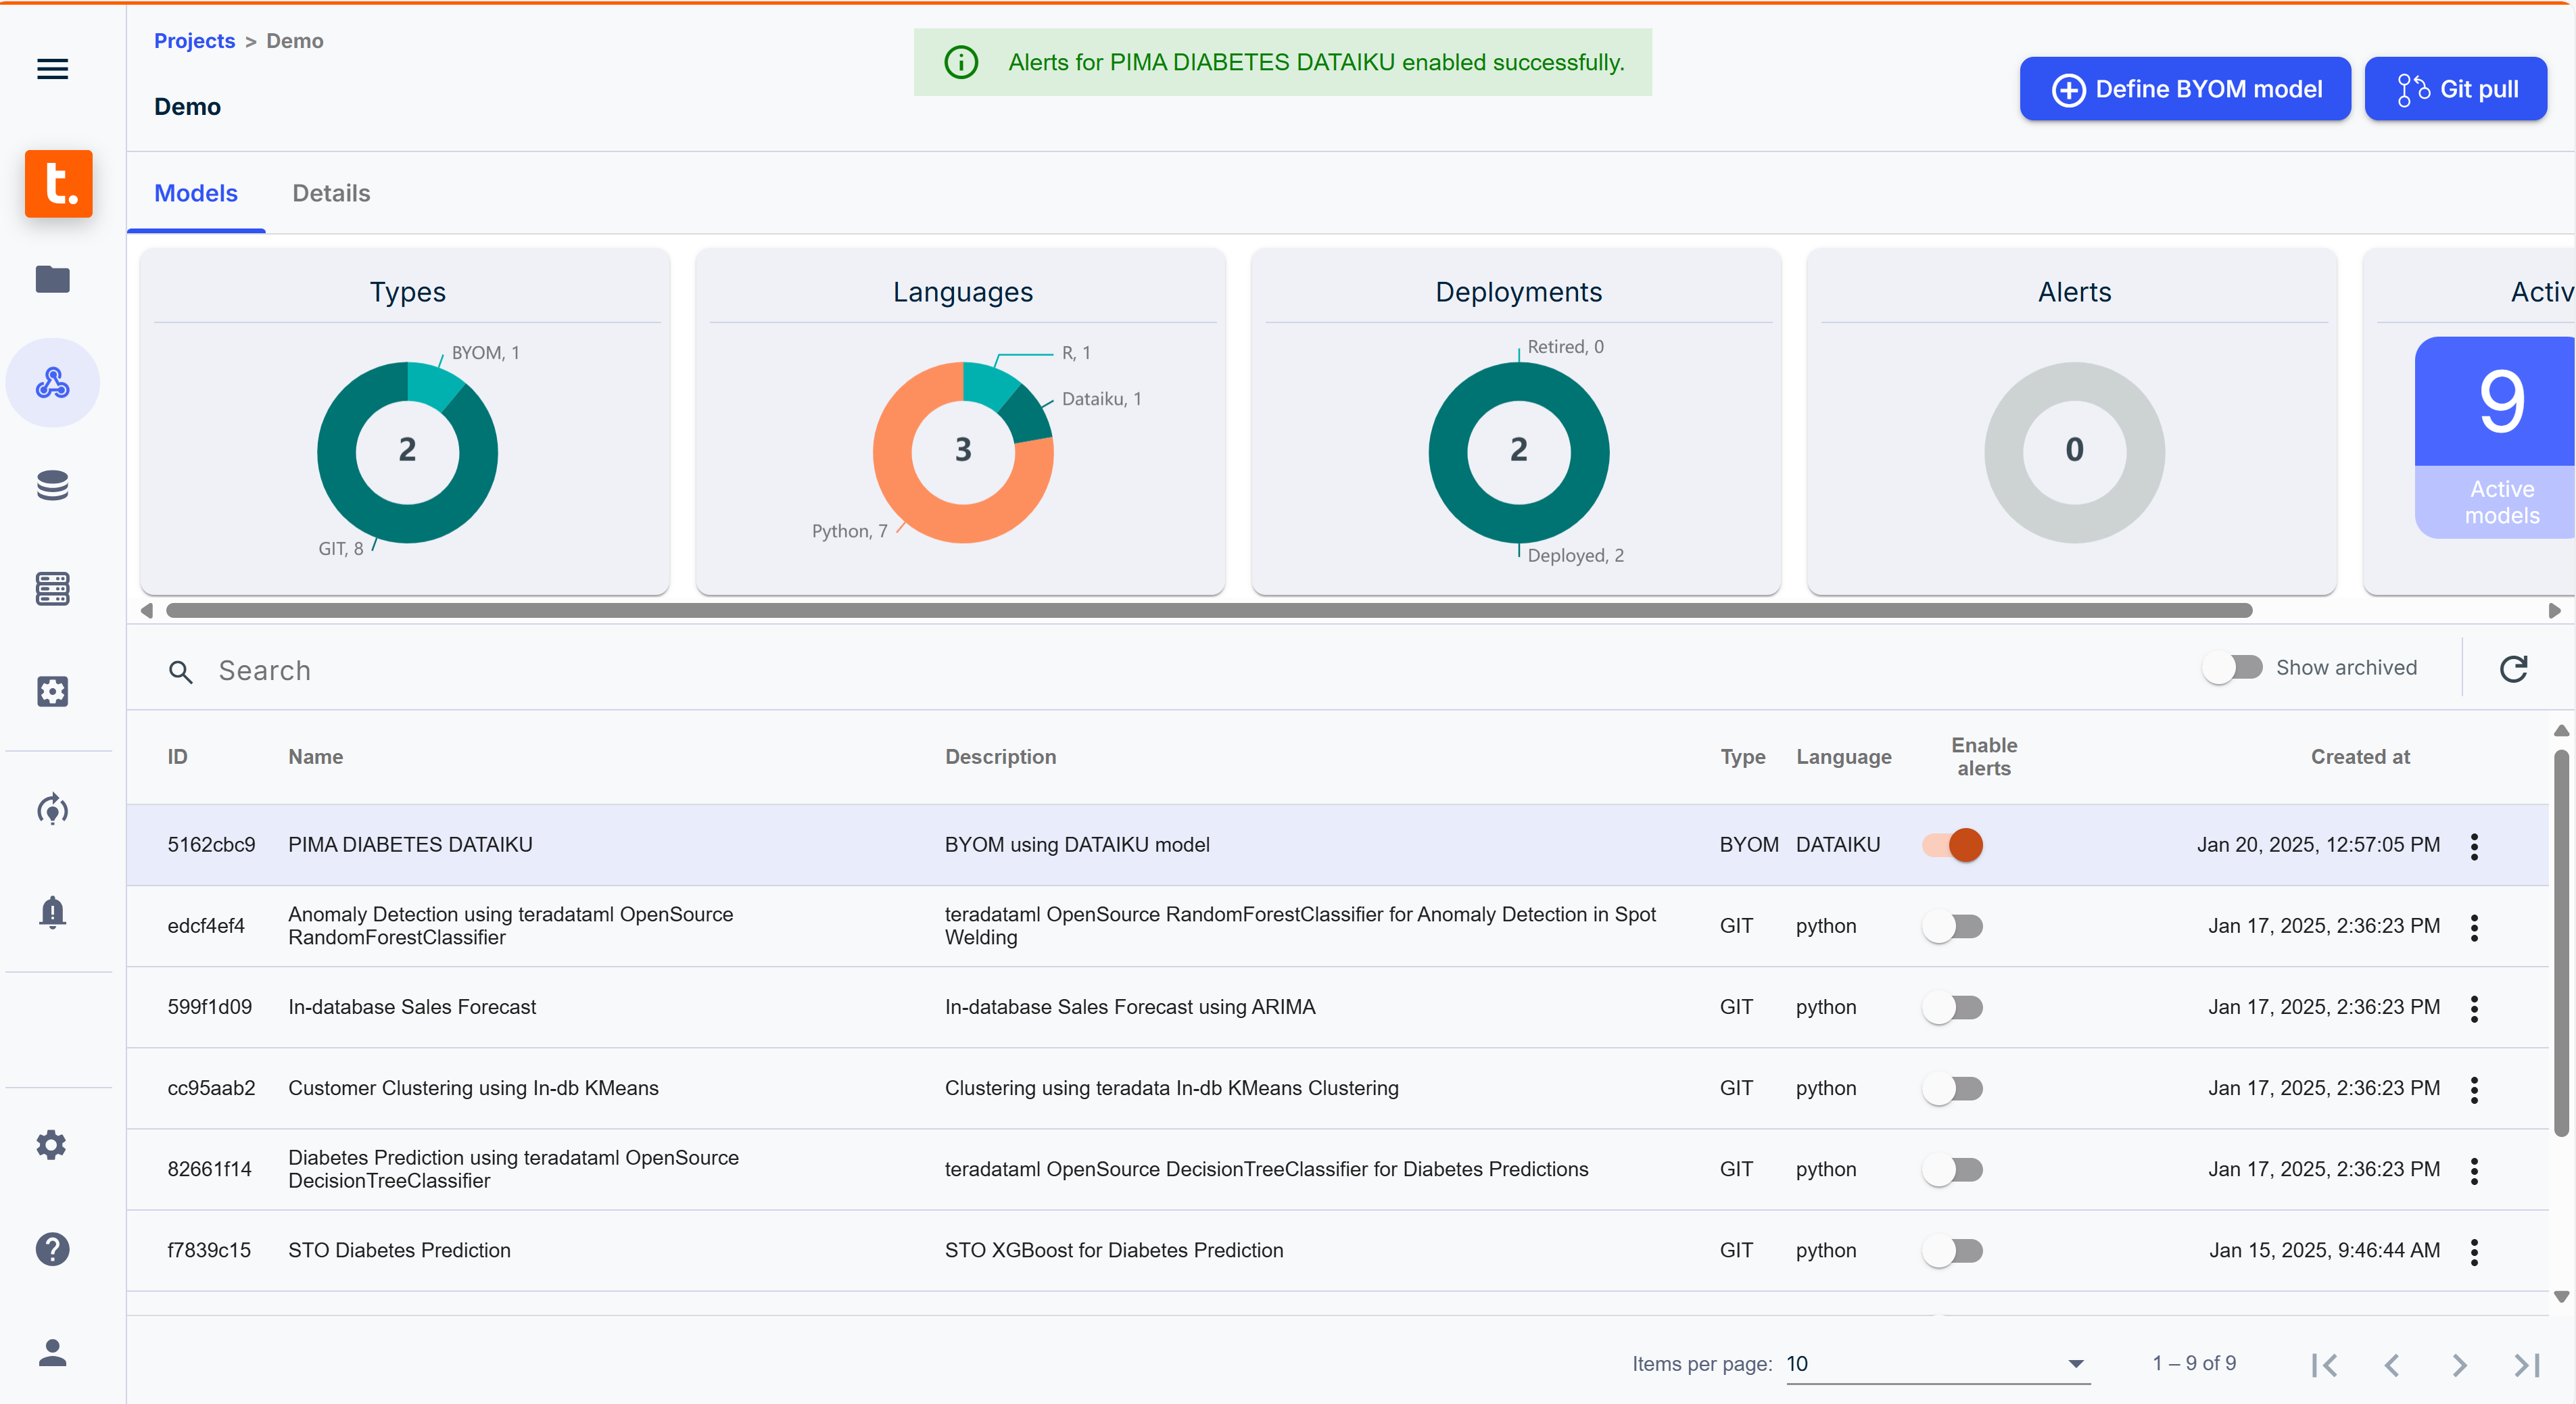 Projects > Demo
Alerts for PIMA DIABETES DATAIKU enabled successfully.
Define BYOM model
Git pull
Demo
t.
Models
Details
Types
BYOM, 1
2
GIT, 8
Languages
R, 1
Dataiku, 1
3
Python, 7
Deployments
Retired, 0
2
Deployed, 2
Alerts
0
Activ
9
Active
models
Search
Show archived
ID Name Description Type Language Enable alerts Created at
5162cbc9 PIMA DIABETES DATAIKU BYOM using DATAIKU model BYOM DATAIKU Jan 20, 2025, 12:57:05 PM
edcf4ef4 Anomaly Detection using teradataml OpenSource RandomForestClassifier teradataml OpenSource RandomForestClassifier for Anomaly Detection in Spot Welding GIT python Jan 17, 2025, 2:36:23 PM
599f1d09 In-database Sales Forecast In-database Sales Forecast using ARIMA GIT python Jan 17, 2025, 2:36:23 PM
cc95aab2 Customer Clustering using In-db KMeans Clustering using teradata In-db KMeans Clustering GIT python Jan 17, 2025, 2:36:23 PM
82661f14 Diabetes Prediction using teradataml OpenSource DecisionTreeClassifier teradataml OpenSource DecisionTreeClassifier for Diabetes Predictions GIT python Jan 17, 2025, 2:36:23 PM
f7839c15 STO Diabetes Prediction STO XGBoost for Diabetes Prediction GIT python Jan 15, 2025, 9:46:44 AM
Items per page: 10
1 – 9 of 9